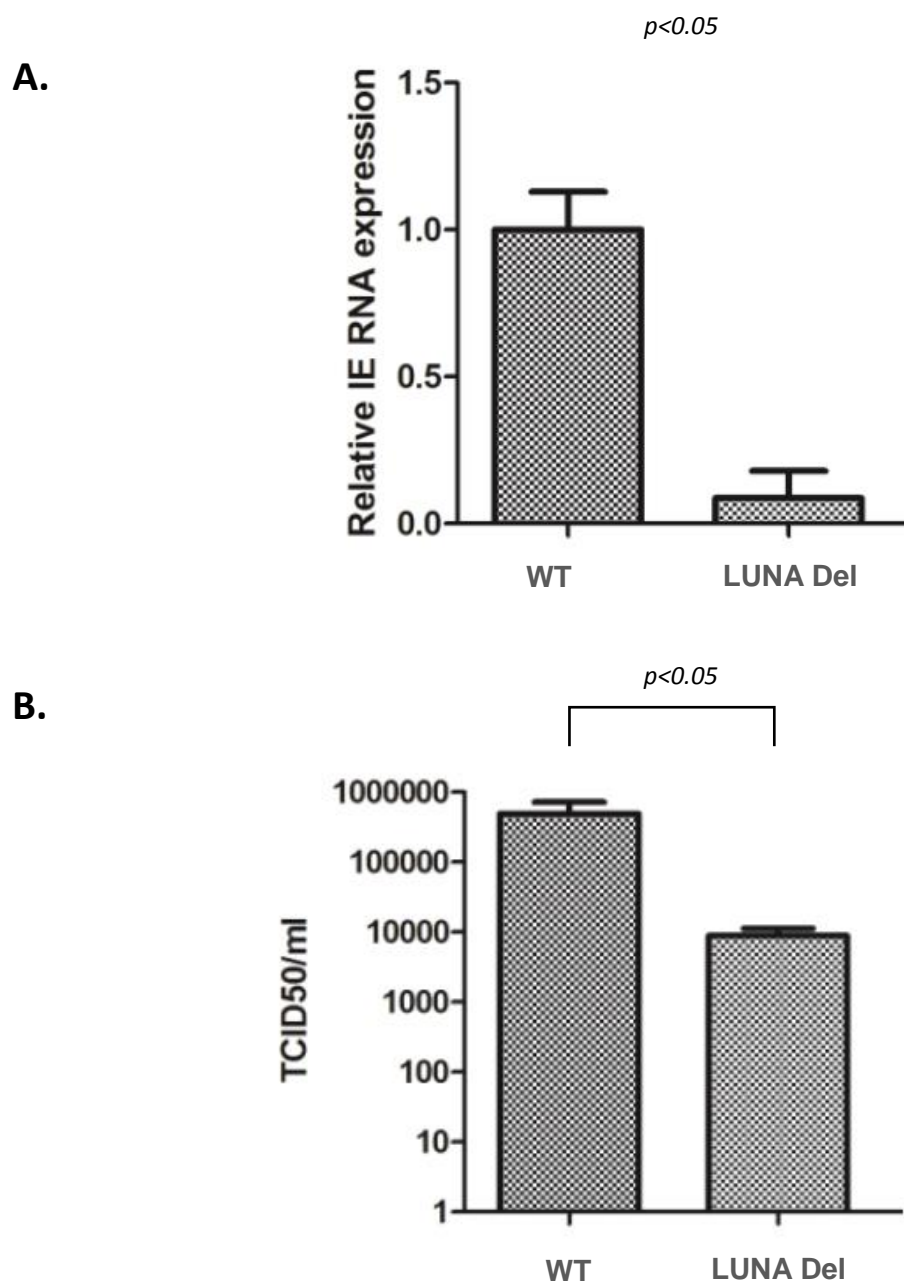 p<0.05
A.
Relative IE RNA expression
1.5
1.0
0.5
0.0
WT LUNA Del
p<0.05
B.
TCID50/ml
1000000
100000
10000
1000
100
10
1
WT LUNA Del